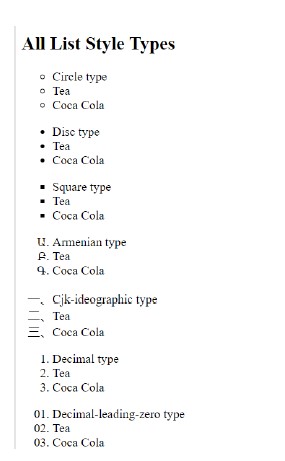 All List Style Types
○ Circle type
○ Tea
○ Coca Cola
• Disc type
• Tea
• Coca Cola
▪ Square type
▪ Tea
▪ Coca Cola
Ա. Armenian type
Բ. Tea
Գ. Coca Cola
一、 Cjk-ideographic type
二、 Tea
三、 Coca Cola
1. Decimal type
2. Tea
3. Coca Cola
01. Decimal-leading-zero type
02. Tea
03. Coca Cola